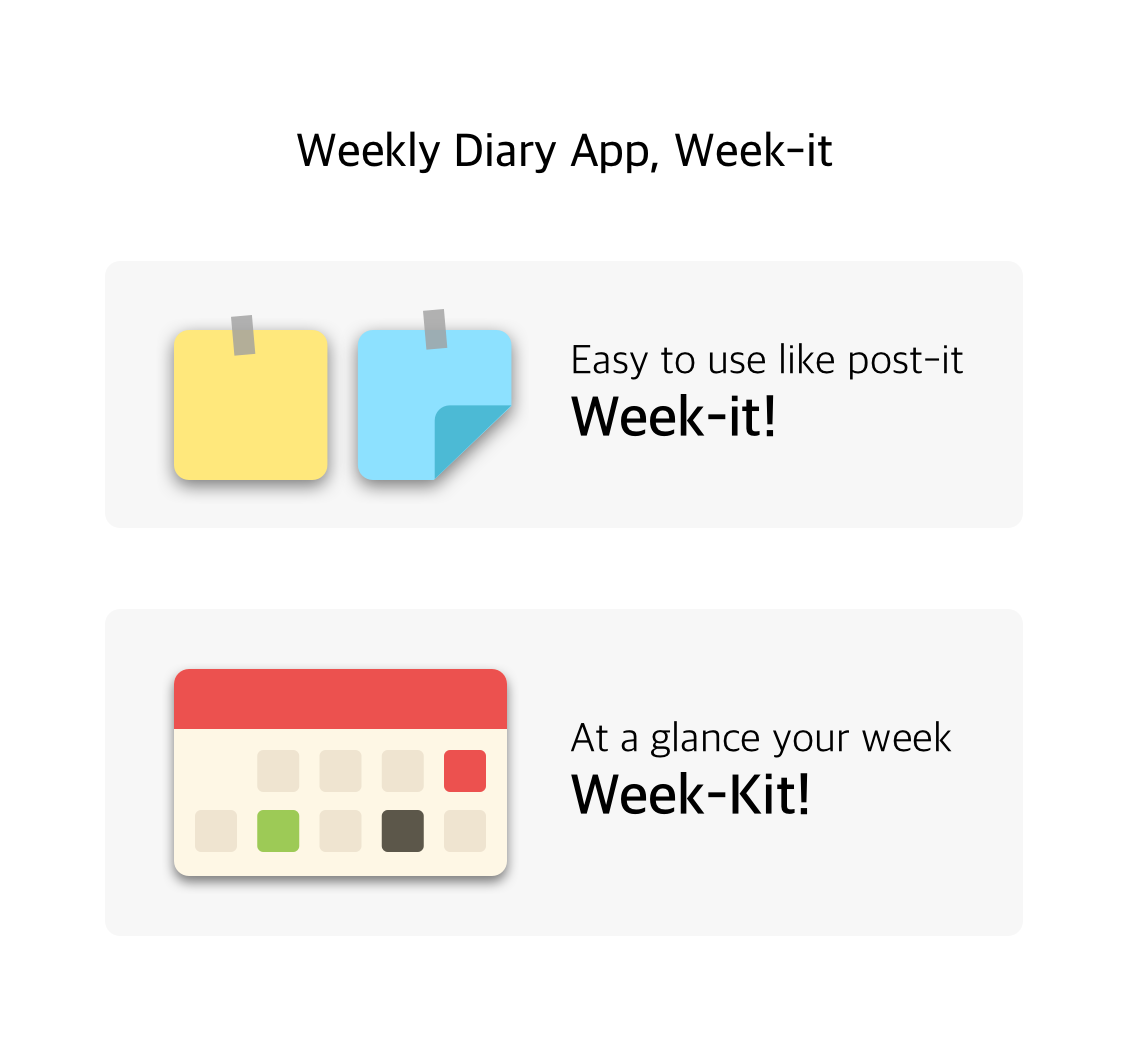 Weekly Diary App, Week-it
Easy to use like post-it
Week-it!
At a glance your week
Week-Kit!